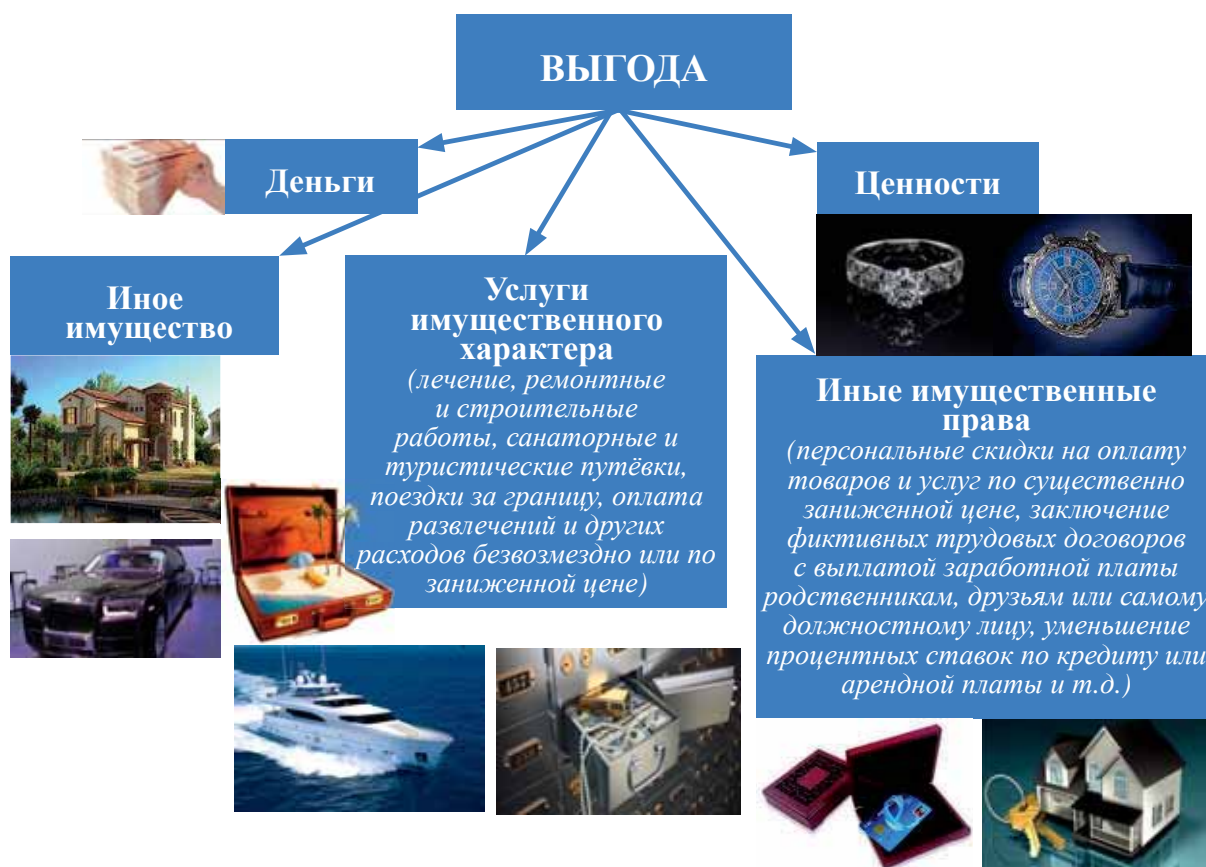 ВЫГОДА
Деньги
Ценности
Иное
имущество
Услуги
имущественного
характера
(лечение, ремонтные
и строительные
работы, санаторные и
туристические путёвки,
поездки за границу, оплата
развлечений и других
расходов безвозмездно или по
заниженной цене)
Иные имущественные
права
(персональные скидки на оплату
товаров и услуг по существенно
заниженной цене, заключение
фиктивных трудовых договоров
с выплатой заработной платы
родственникам, друзьям или самому
должностному лицу, уменьшение
процентных ставок по кредиту или
арендной платы и т.д.)